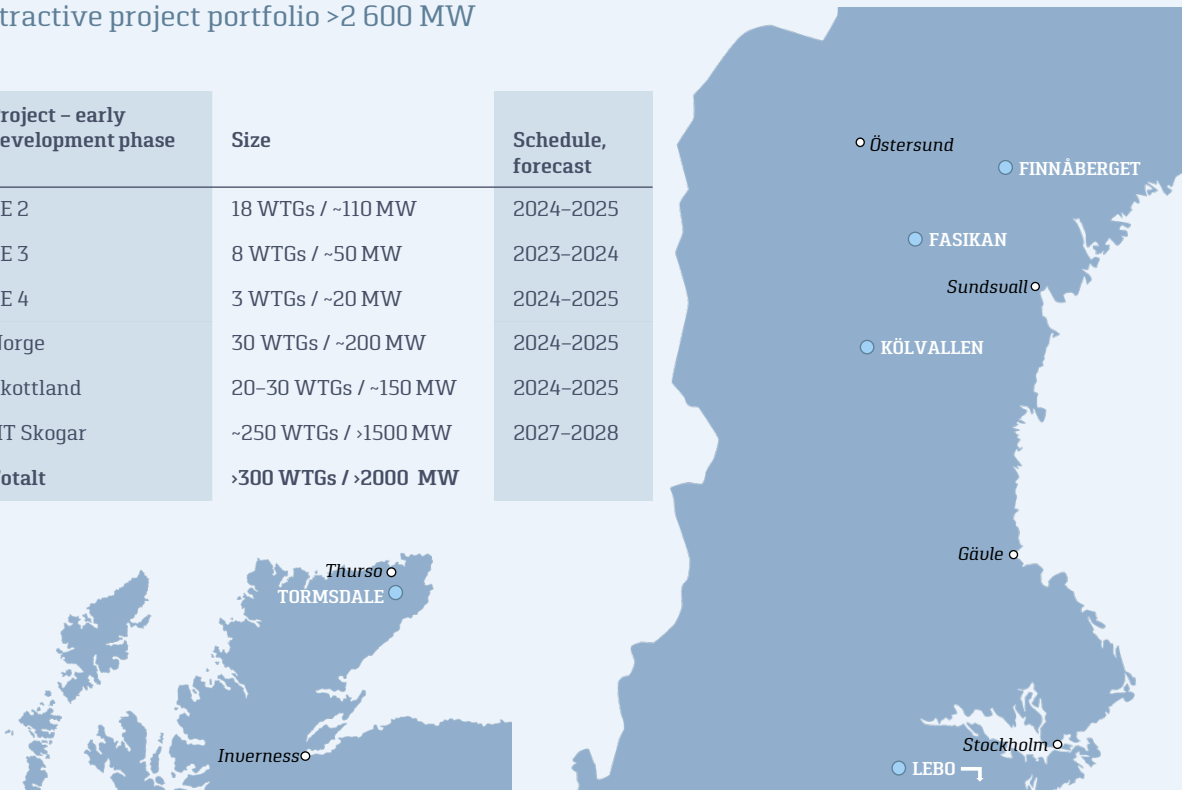 tractive project portfolio >2 600 MW
roject – early
evelopment phase
Size
Schedule,
forecast
E 2 18 WTGs / ~110 MW 2024–2025
E 3 8 WTGs / ~50 MW 2023–2024
E 4 3 WTGs / ~20 MW 2024–2025
orge 30 WTGs / ~200 MW 2024–2025
kottland 20–30 WTGs / ~150 MW 2024–2025
T Skogar ~250 WTGs / >1500 MW 2027–2028
otalt >300 WTGs / >2000 MW
Östersund
FINNÅBERGET
FASIKAN
Sundsvall
KÖLVALLEN
Gävle
Stockholm
LEBO
Thurso
TORMSDALE
Inverness